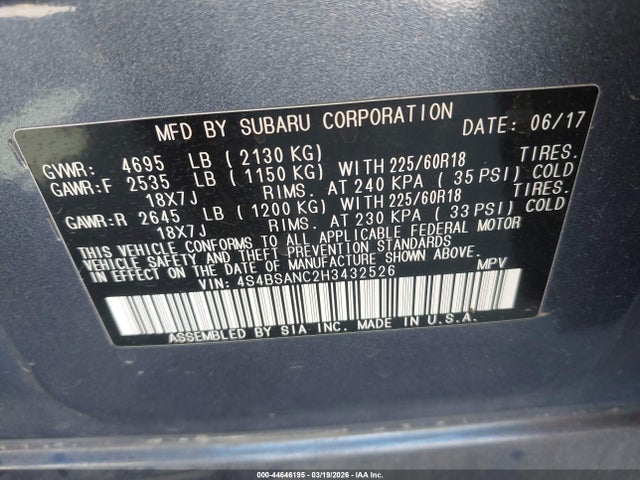 MFD BY SUBARU CORPORATION DATE: 06/17
GVWR: 4695 LB (2130 KG)
GAWR:F 2535 LB (1150 KG) WITH 225/60R18 TIRES.
18X7J RIMS. AT 240 KPA (35 PSI) COLD
GAWR:R 2645 LB (1200 KG) WITH 225/60R18 TIRES.
18X7J RIMS. AT 230 KPA (33 PSI) COLD
THIS VEHICLE CONFORMS TO ALL APPLICABLE FEDERAL MOTOR
VEHICLE SAFETY AND THEFT PREVENTION STANDARDS
IN EFFECT ON THE DATE OF MANUFACTURE SHOWN ABOVE.
VIN: 4S4BSANC2H3432526 MPV
ASSEMBLED BY SIA INC. MADE IN U.S.A.
000-44646195 - 03/19/2026 - IAA Inc.